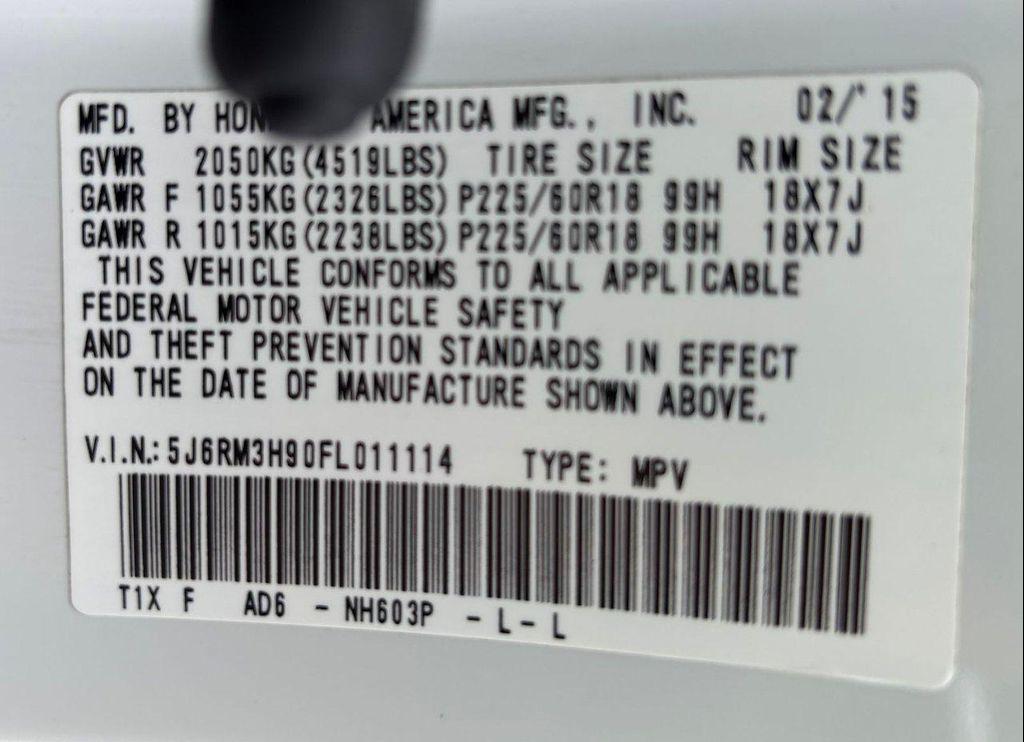 MFD. BY HON AMERICA MFG., INC. 02/'15
GVWR 2050KG(4519LBS) TIRE SIZE RIM SIZE
GAWR F 1055KG(2326LBS) P225/60R18 99H 18X7J
GAWR R 1015KG(2238LBS) P225/60R18 99H 18X7J
THIS VEHICLE CONFORMS TO ALL APPLICABLE
FEDERAL MOTOR VEHICLE SAFETY
AND THEFT PREVENTION STANDARDS IN EFFECT
ON THE DATE OF MANUFACTURE SHOWN ABOVE.
V.I.N.: 5J6RM3H90FL011114 TYPE: MPV
T1X F AD6 - NH603P - L - L